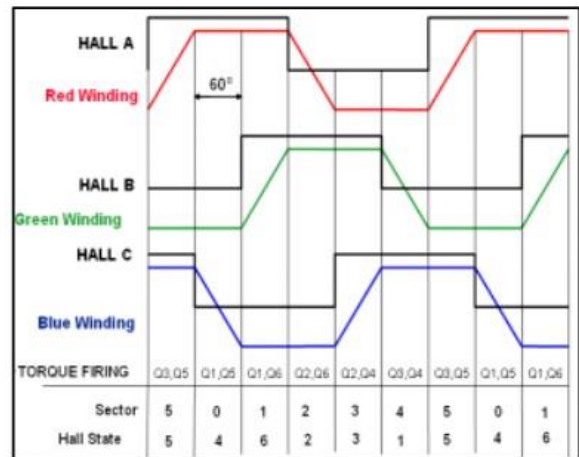 HALL A
Red Winding
60°
HALL B
Green Winding
HALL C
Blue Winding
TORQUE FIRING Q3,Q5 Q1,Q5 Q1,Q6 Q2,Q6 Q2,Q4 Q3,Q4 Q3,Q5 Q1,Q5 Q1,Q6
Sector 5 0 1 2 3 4 5 0 1
Hall State 5 4 6 2 3 1 5 4 6